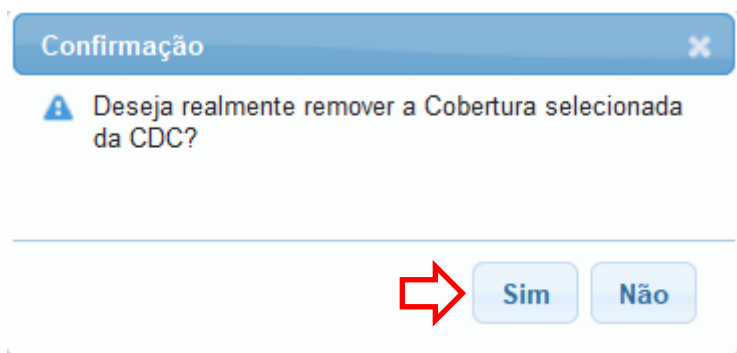 Confirmação
Deseja realmente remover a Cobertura selecionada
da CDC?
Sim Não